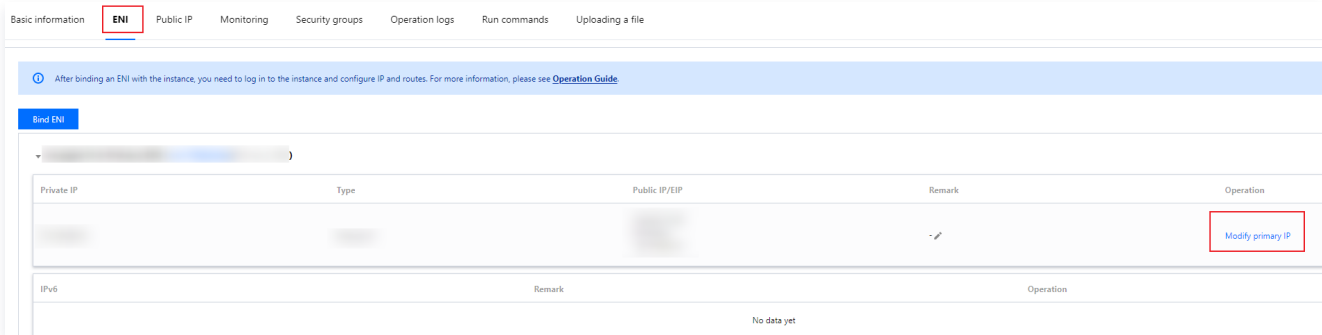 Basic information ENI Public IP Monitoring Security groups Operation logs Run commands Uploading a file
After binding an ENI with the instance, you need to log in to the instance and configure IP and routes. For more information, please see Operation Guide.
Bind ENI
)
Private IP Type Public IP/EIP Remark Operation
- Modify primary IP
IPv6 Remark Operation
No data yet